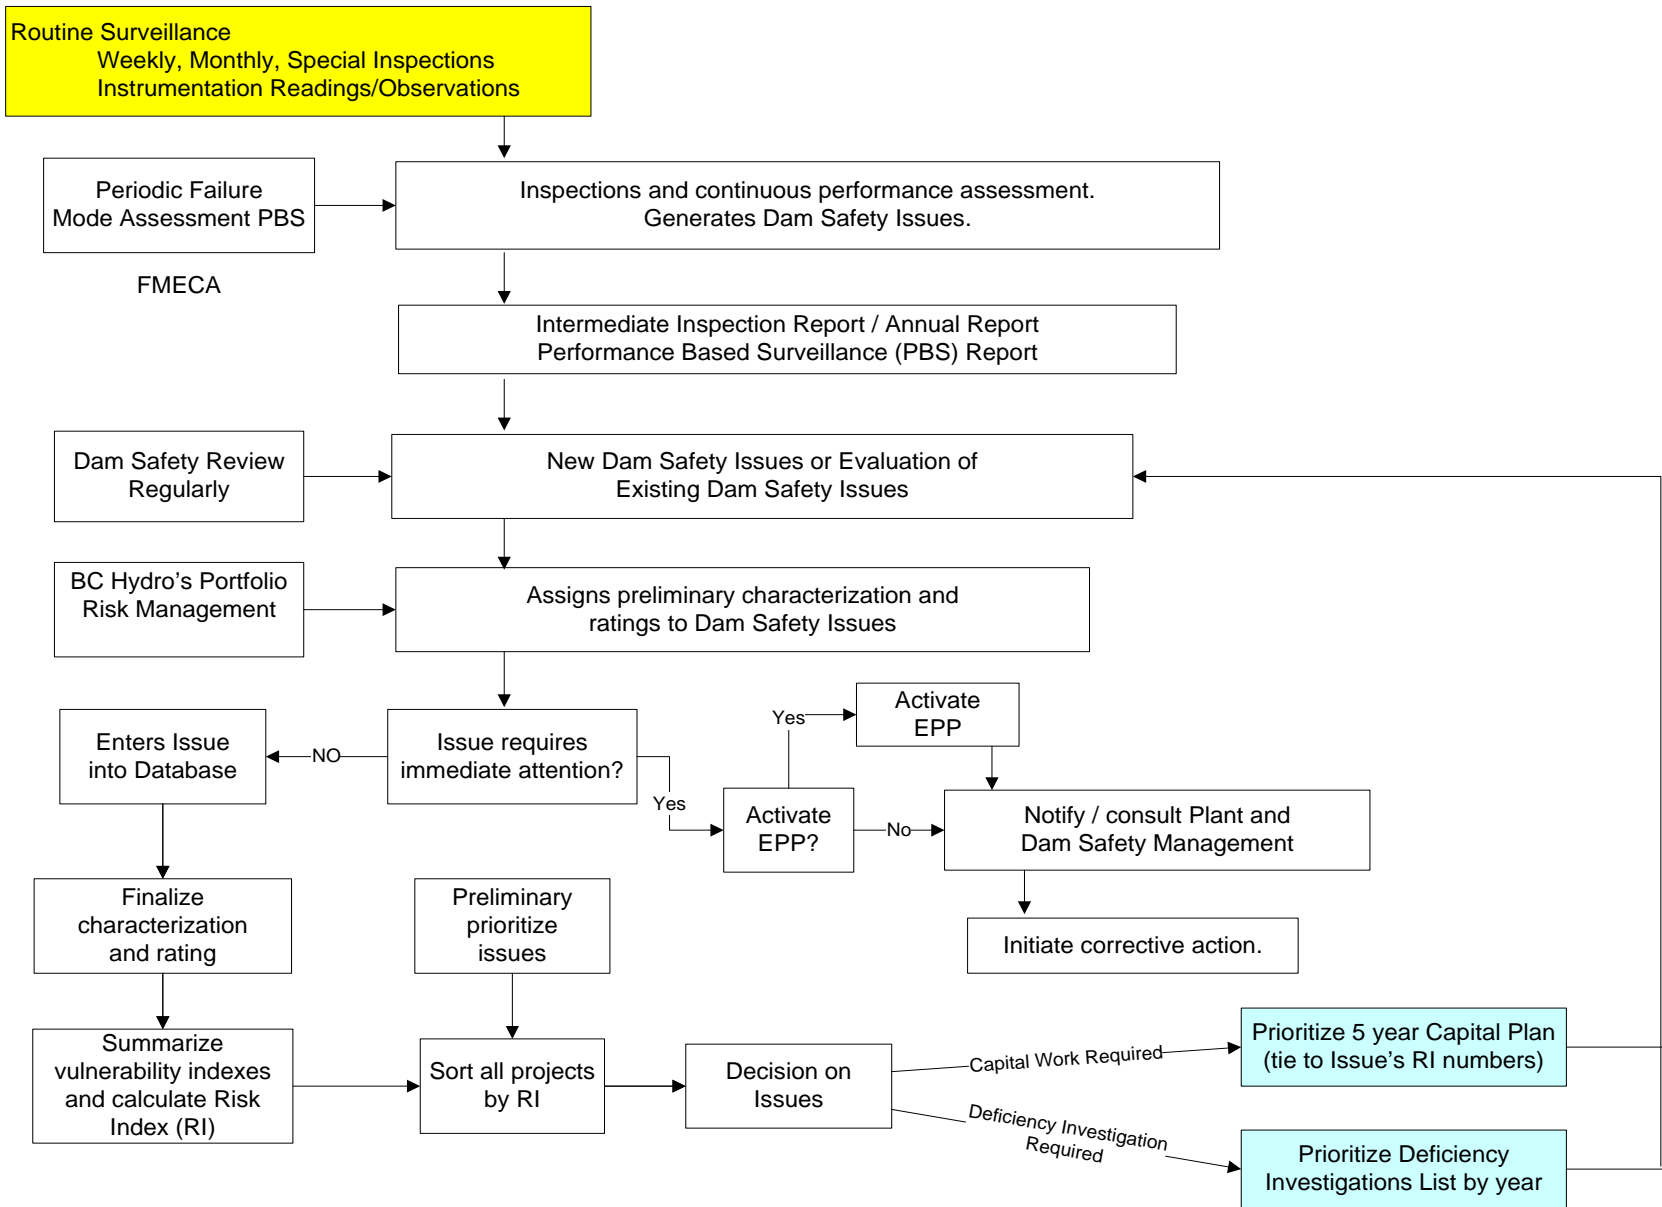 Routine Surveillance
Weekly, Monthly, Special Inspections
Instrumentation Readings/Observations
Periodic Failure
Mode Assessment PBS
FMECA
Inspections and continuous performance assessment.
Generates Dam Safety Issues.
Intermediate Inspection Report / Annual Report
Performance Based Surveillance (PBS) Report
Dam Safety Review
Regularly
New Dam Safety Issues or Evaluation of
Existing Dam Safety Issues
BC Hydro's Portfolio
Risk Management
Assigns preliminary characterization and
ratings to Dam Safety Issues
Enters Issue
into Database
NO
Issue requires
immediate attention?
Yes
Activate
EPP?
Yes
Activate
EPP
No
Notify / consult Plant and
Dam Safety Management
Initiate corrective action.
Finalize
characterization
and rating
Preliminary
prioritize
issues
Summarize
vulnerability indexes
and calculate Risk
Index (RI)
Sort all projects
by RI
Decision on
Issues
Capital Work Required
Deficiency Investigation
Required
Prioritize 5 year Capital Plan
(tie to Issue's RI numbers)
Prioritize Deficiency
Investigations List by year